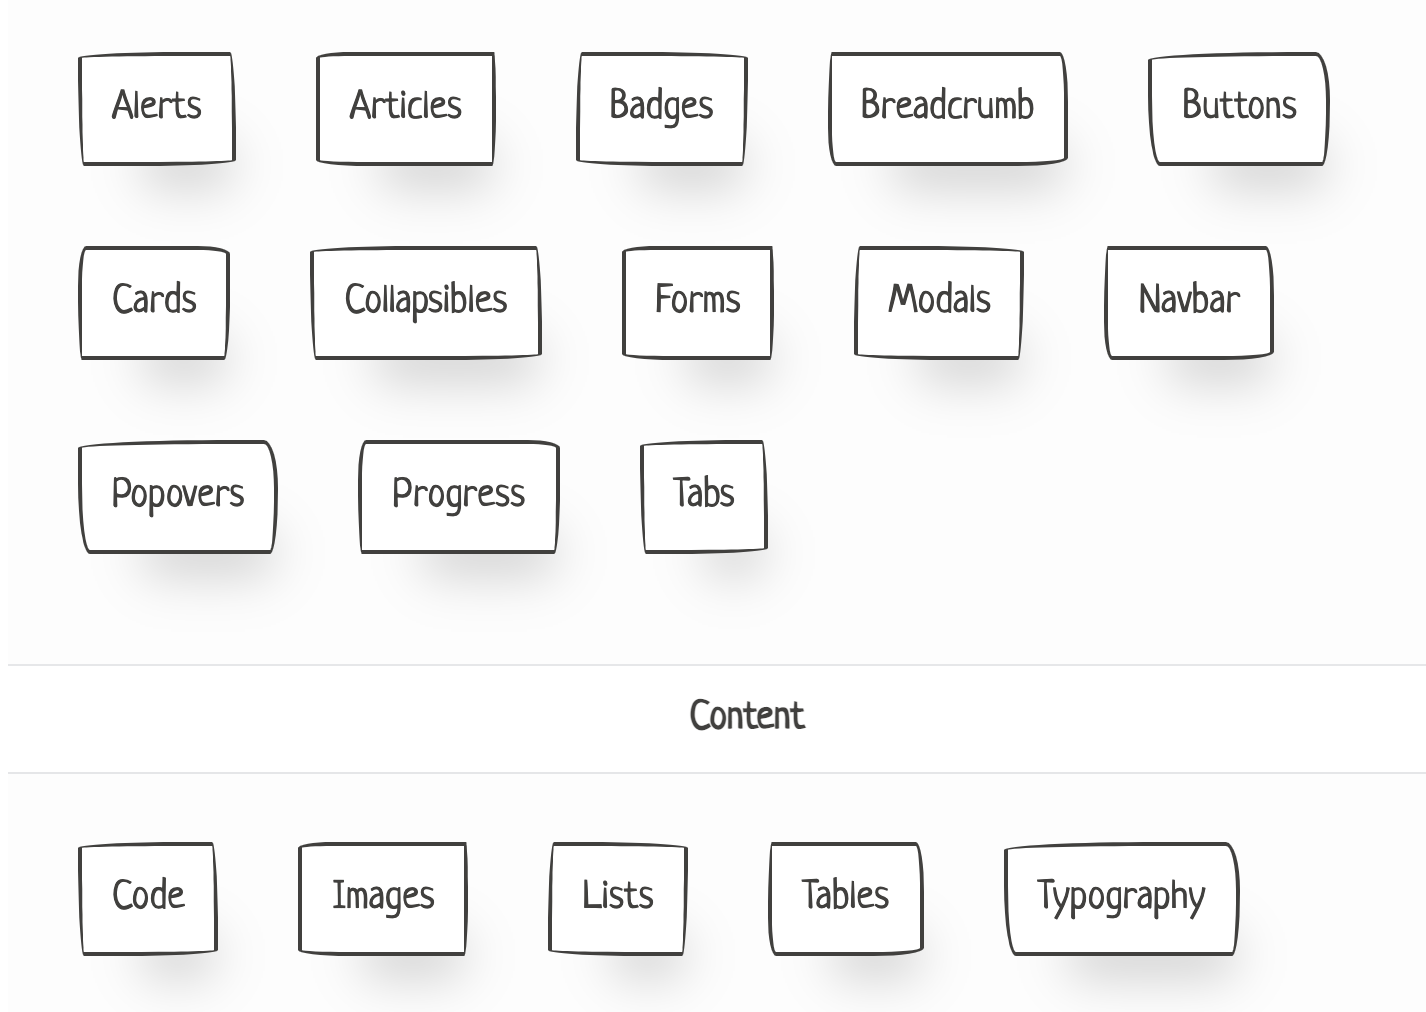 Alerts Articles Badges Breadcrumb Buttons
Cards Collapsibles Forms Modals Navbar
Popovers Progress Tabs
Content
Code Images Lists Tables Typography